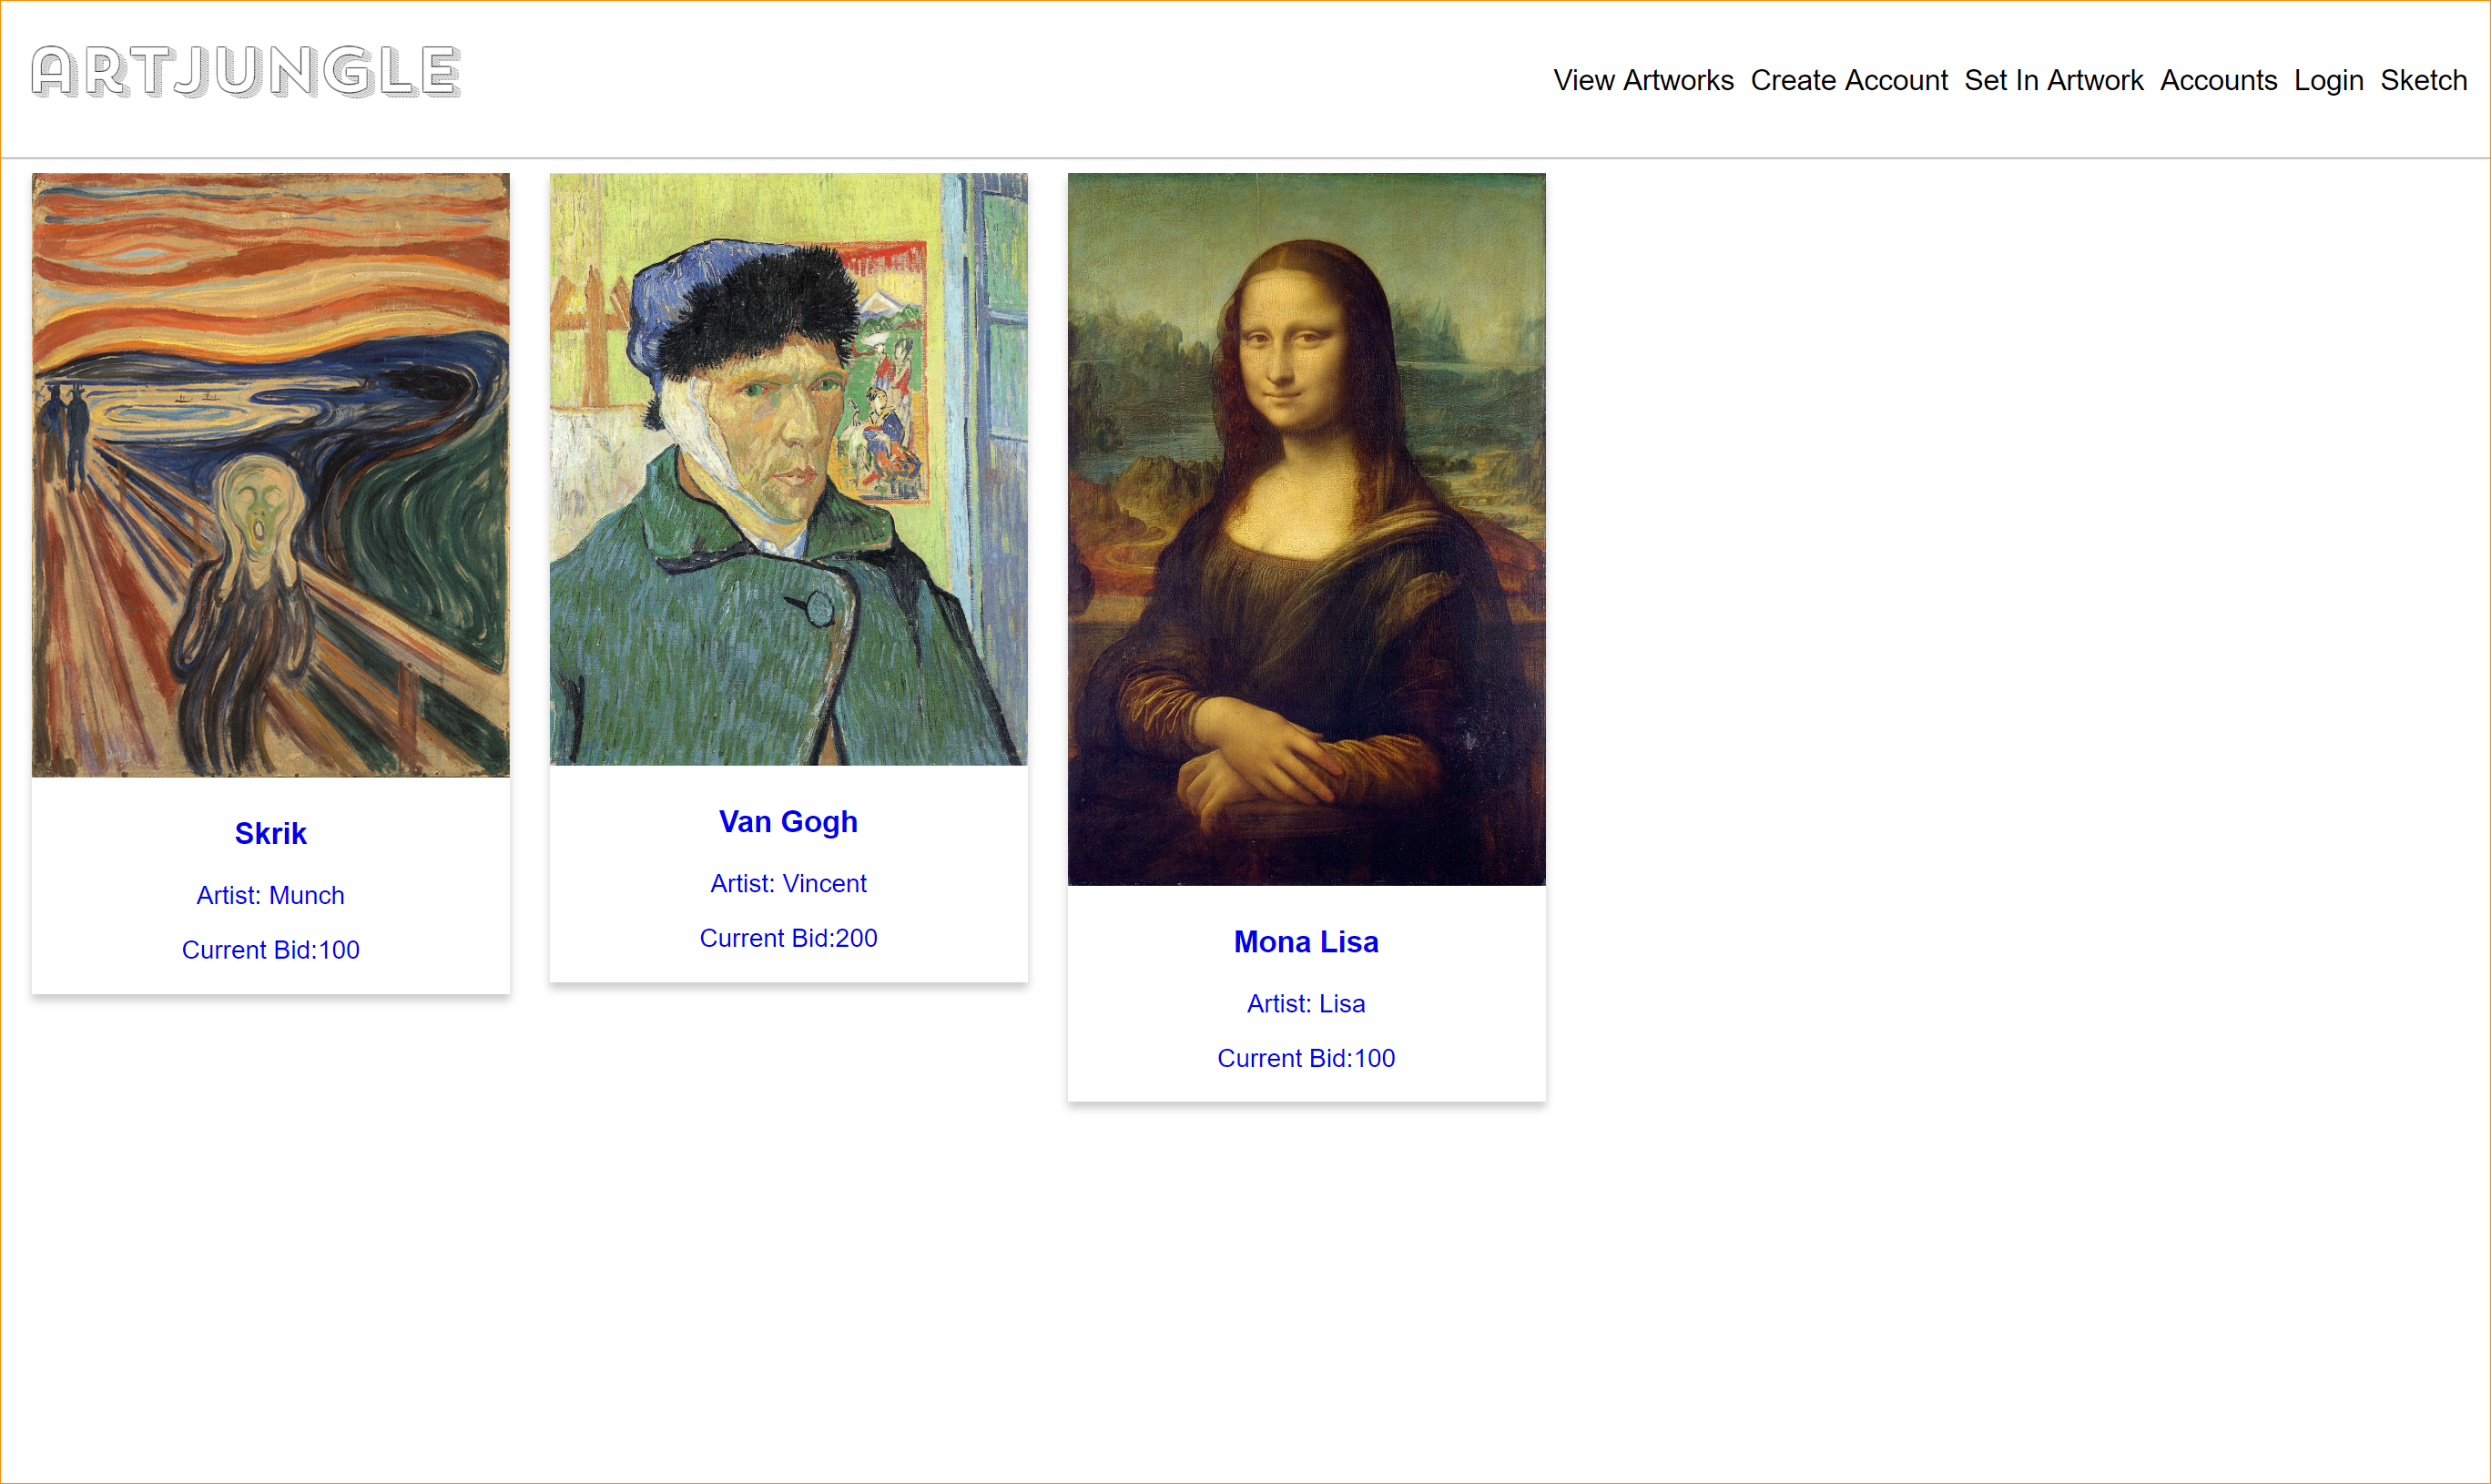 ARTJUNGLE
View Artworks Create Account Set In Artwork Accounts Login Sketch
Skrik
Artist: Munch
Current Bid:100
Van Gogh
Artist: Vincent
Current Bid:200
Mona Lisa
Artist: Lisa
Current Bid:100